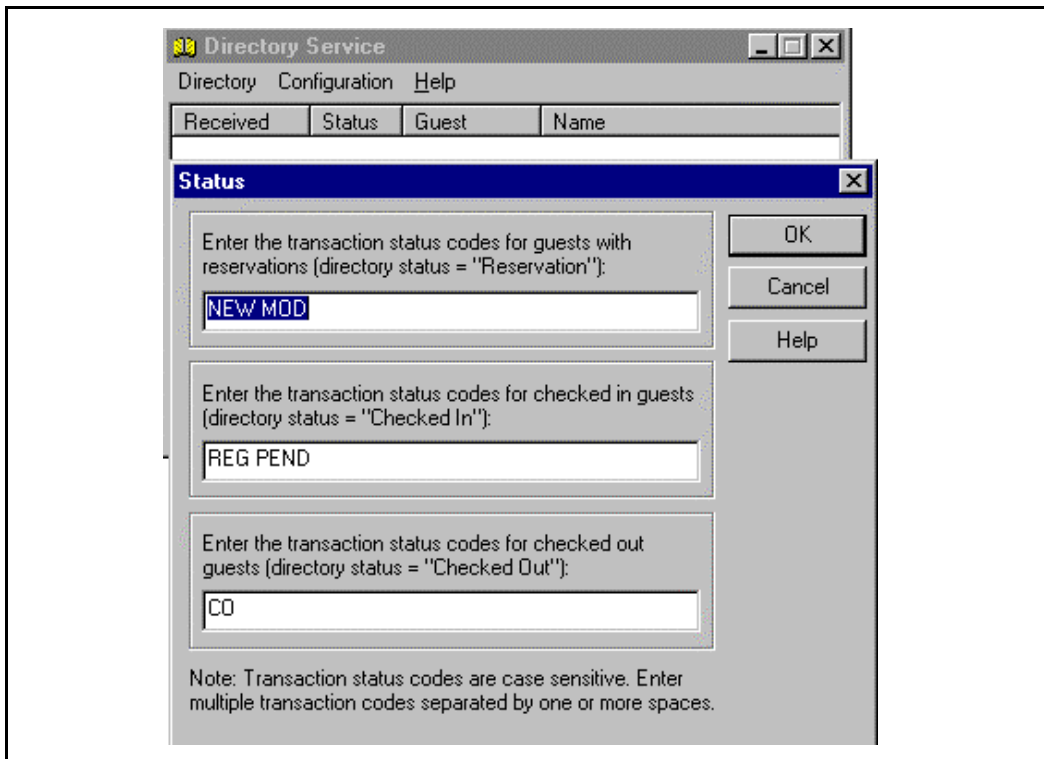 Directory Service
Directory Configuration Help
Received Status Guest Name
Status
Enter the transaction status codes for guests with
reservations (directory status = "Reservation"):
NEW MOD
OK
Cancel
Help
Enter the transaction status codes for checked in guests
(directory status = "Checked In"):
REG PEND
Enter the transaction status codes for checked out
guests (directory status = "Checked Out"):
CO
Note: Transaction status codes are case sensitive. Enter
multiple transaction codes separated by one or more spaces.